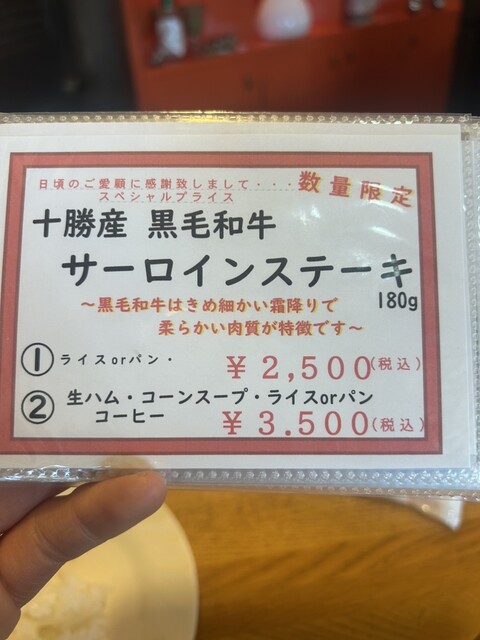 日頃のご愛顧に感謝致しまして・・・数量限定
スペシャルプライス
十勝産 黒毛和牛
サーロインステーキ
180g
～黒毛和牛はきめ細かい霜降りで
柔らかい肉質が特徴です～
① ライスorパン・ ￥2,500(税込)
② 生ハム・コーンスープ・ライスorパン
コーヒー ￥3.500(税込)